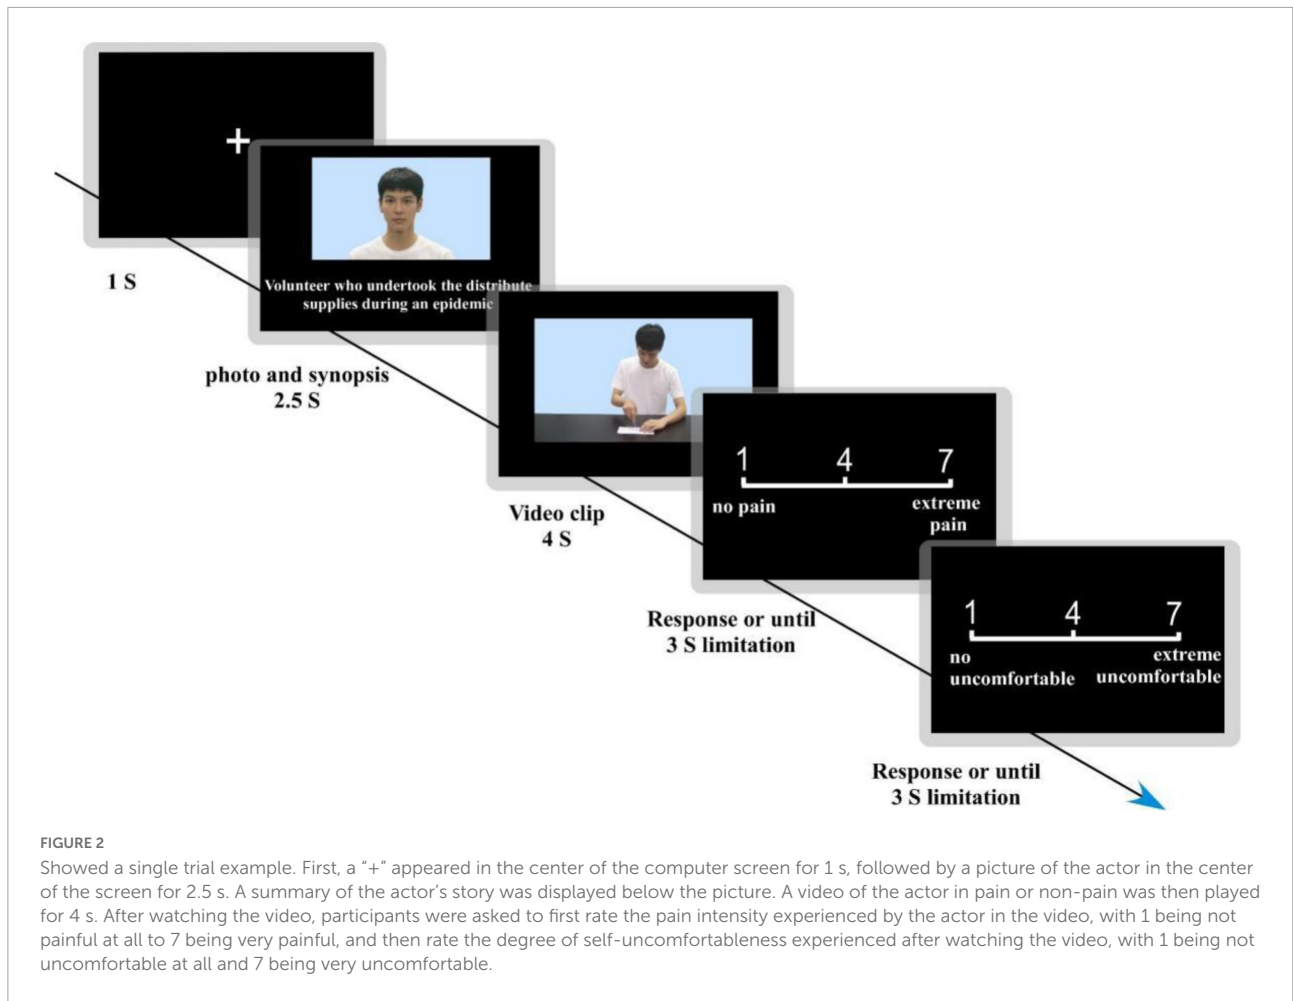 +
1 S
Volunteer who undertook the distribute
supplies during an epidemic
photo and synopsis
2.5 S
Video clip
4 S
1 4 7
no pain
extreme
pain
Response or until
3 S limitation
1 4 7
no
uncomfortable
extreme
uncomfortable
Response or until
3 S limitation
FIGURE 2
Showed a single trial example. First, a "+" appeared in the center of the computer screen for 1 s, followed by a picture of the actor in the center
of the screen for 2.5 s. A summary of the actor's story was displayed below the picture. A video of the actor in pain or non-pain was then played
for 4 s. After watching the video, participants were asked to first rate the pain intensity experienced by the actor in the video, with 1 being not
painful at all to 7 being very painful, and then rate the degree of self-uncomfortableness experienced after watching the video, with 1 being not
uncomfortable at all and 7 being very uncomfortable.